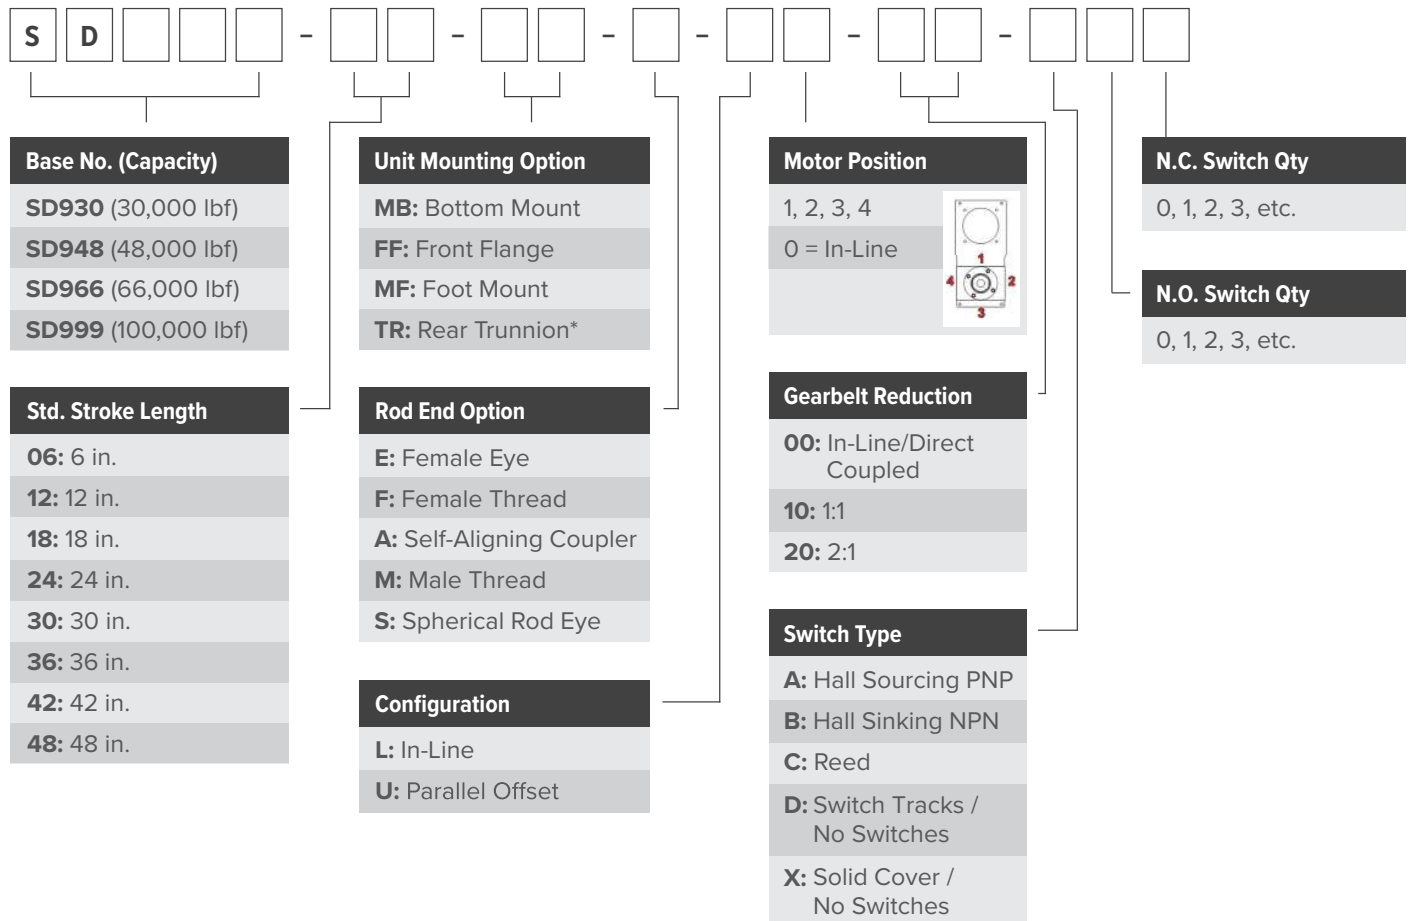 S D – – – – – –
Base No. (Capacity)
SD930 (30,000 lbf)
SD948 (48,000 lbf)
SD966 (66,000 lbf)
SD999 (100,000 lbf)
Std. Stroke Length
06: 6 in.
12: 12 in.
18: 18 in.
24: 24 in.
30: 30 in.
36: 36 in.
42: 42 in.
48: 48 in.
Unit Mounting Option
MB: Bottom Mount
FF: Front Flange
MF: Foot Mount
TR: Rear Trunnion*
Rod End Option
E: Female Eye
F: Female Thread
A: Self-Aligning Coupler
M: Male Thread
S: Spherical Rod Eye
Configuration
L: In-Line
U: Parallel Offset
Motor Position
1, 2, 3, 4
0 = In-Line
1
4 2
3
Gearbelt Reduction
00: In-Line/Direct
Coupled
10: 1:1
20: 2:1
Switch Type
A: Hall Sourcing PNP
B: Hall Sinking NPN
C: Reed
D: Switch Tracks /
No Switches
X: Solid Cover /
No Switches
N.C. Switch Qty
0, 1, 2, 3, etc.
N.O. Switch Qty
0, 1, 2, 3, etc.